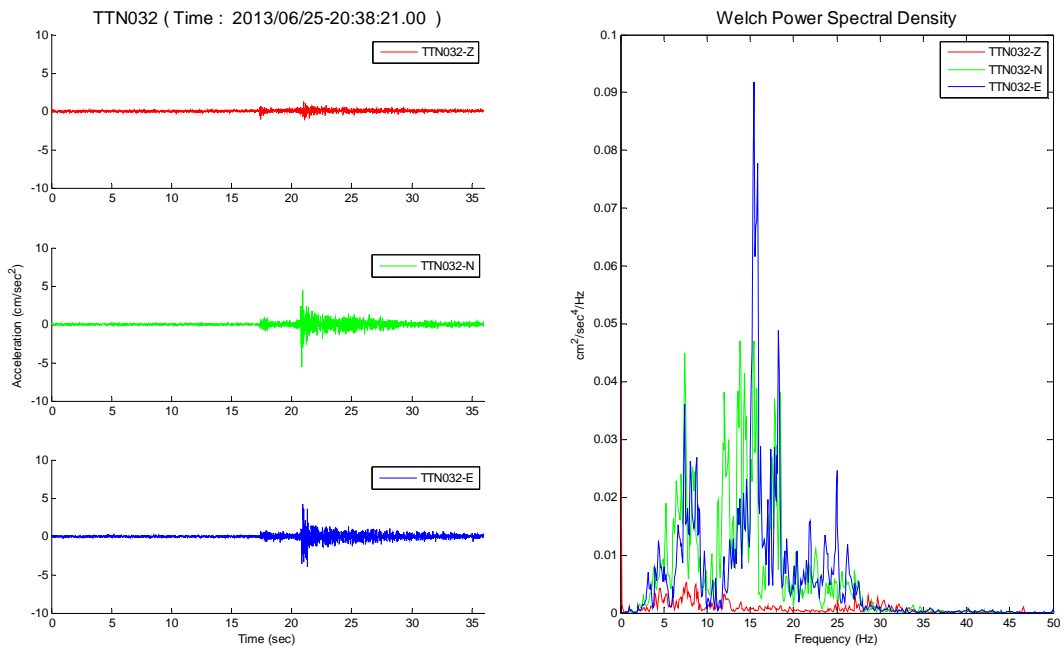 TTN032 ( Time : 2013/06/25-20:38:21.00 )
10
5
0
-5
-10
0 5 10 15 20 25 30 35
TTN032-Z
Acceleration (cm/sec²)
10
5
0
-5
-10
0 5 10 15 20 25 30 35
TTN032-N
10
5
0
-5
-10
0 5 10 15 20 25 30 35
TTN032-E
Time (sec)
Welch Power Spectral Density
cm²/sec⁴/Hz
0.1
0.09
0.08
0.07
0.06
0.05
0.04
0.03
0.02
0.01
0
0 5 10 15 20 25 30 35 40 45 50
TTN032-Z
TTN032-N
TTN032-E
Frequency (Hz)